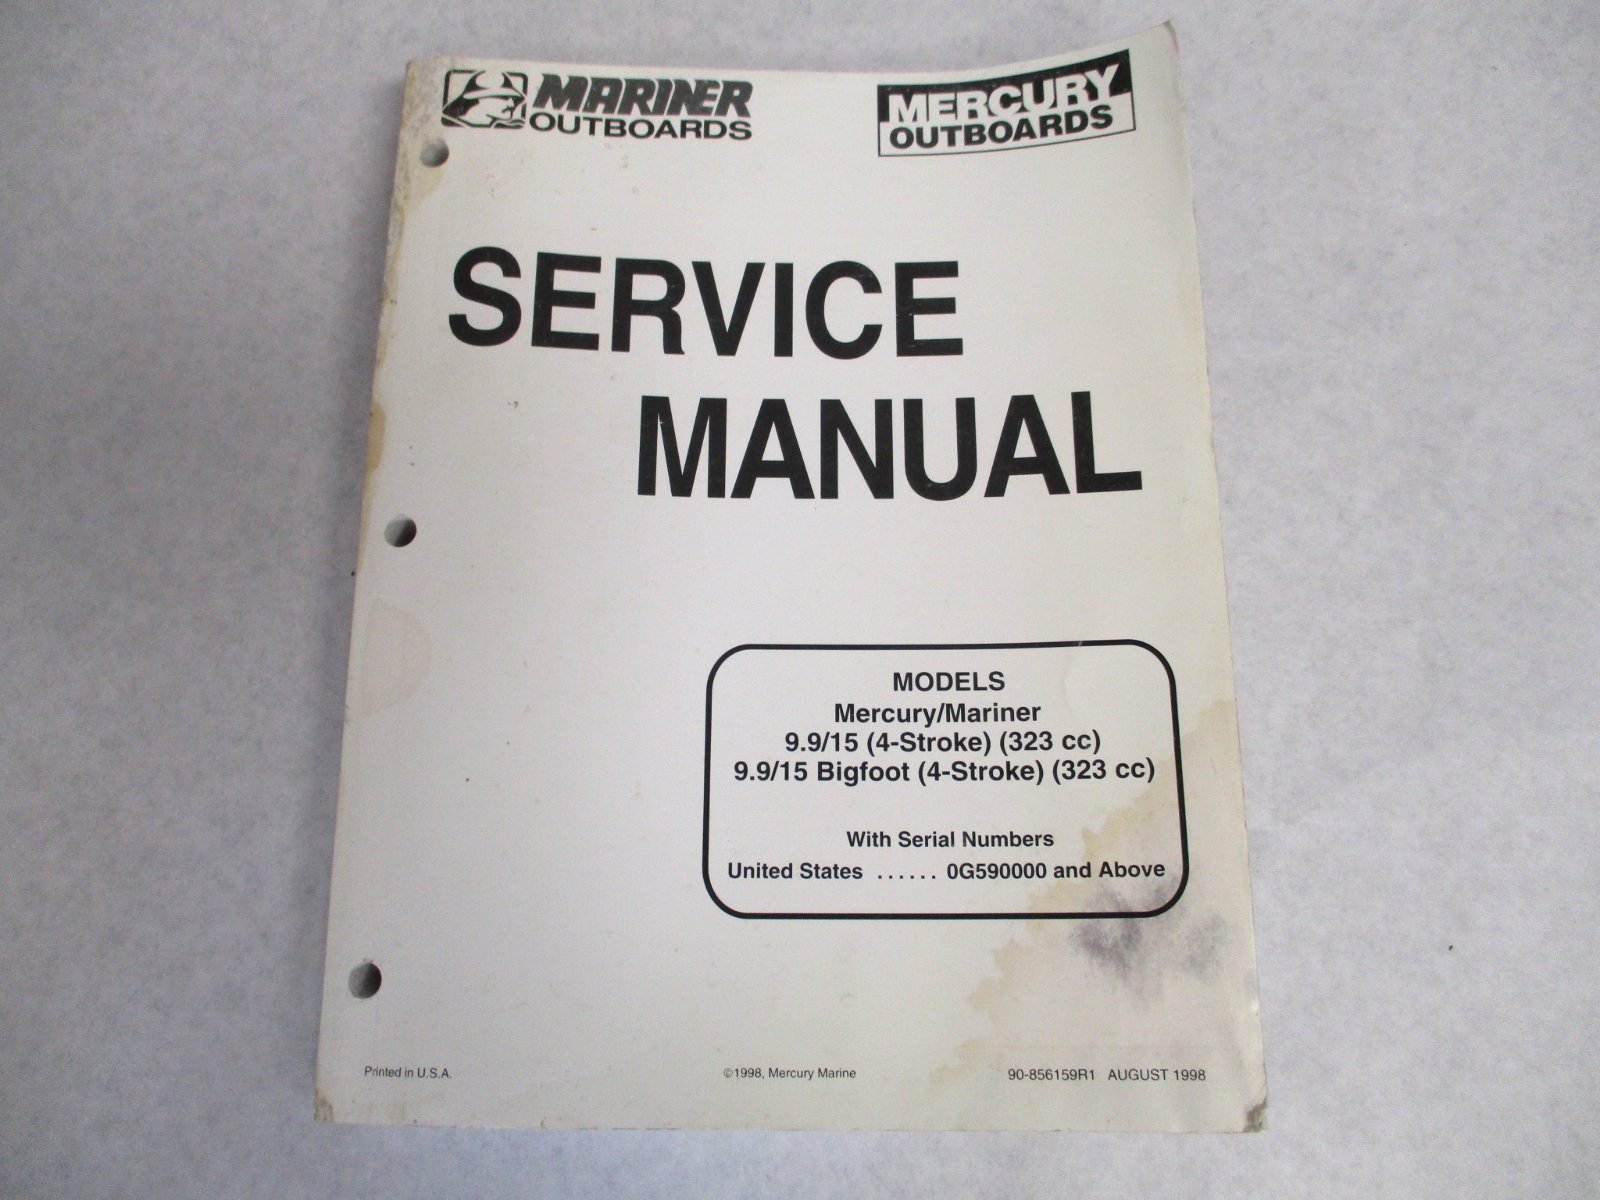 MARINER
OUTBOARDS
MERCURY
OUTBOARDS
SERVICE
MANUAL
MODELS
Mercury/Mariner
9.9/15 (4-Stroke) (323 cc)
9.9/15 Bigfoot (4-Stroke) (323 cc)
With Serial Numbers
United States ...... 0G590000 and Above
Printed in U.S.A.
©1998, Mercury Marine
90-856159R1 AUGUST 1998